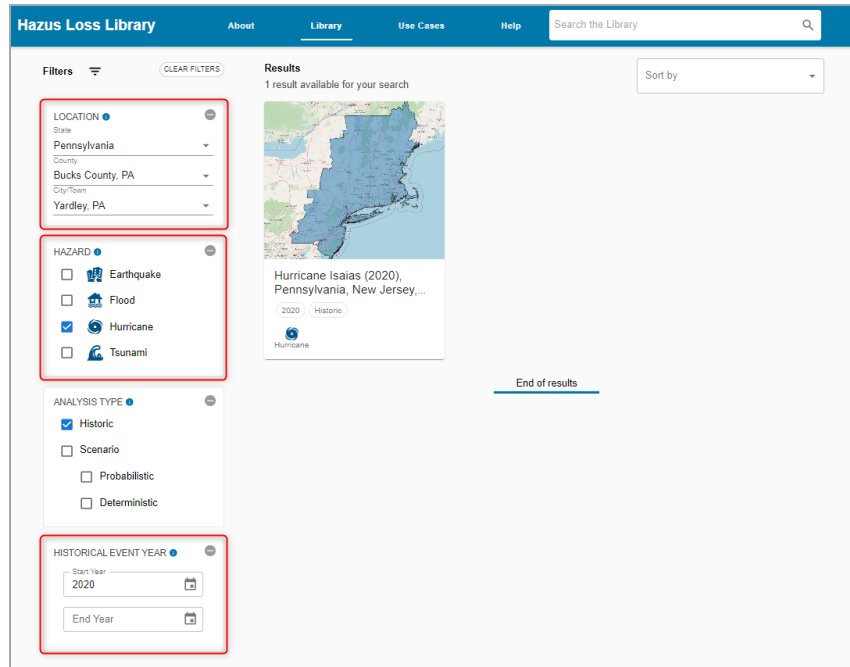 Hazus Loss Library
About
Library
Use Cases
Help
Search the Library
Filters
CLEAR FILTERS
LOCATION
State
Pennsylvania
County
Bucks County, PA
City/Town
Yardley, PA
HAZARD
Earthquake
Flood
Hurricane
Tsunami
ANALYSIS TYPE
Historic
Scenario
Probabilistic
Deterministic
HISTORICAL EVENT YEAR
Start Year
2020
End Year
Results
1 result available for your search
Sort by
Hurricane Isaias (2020),
Pennsylvania, New Jersey,...
2020
Historic
Hurricane
End of results